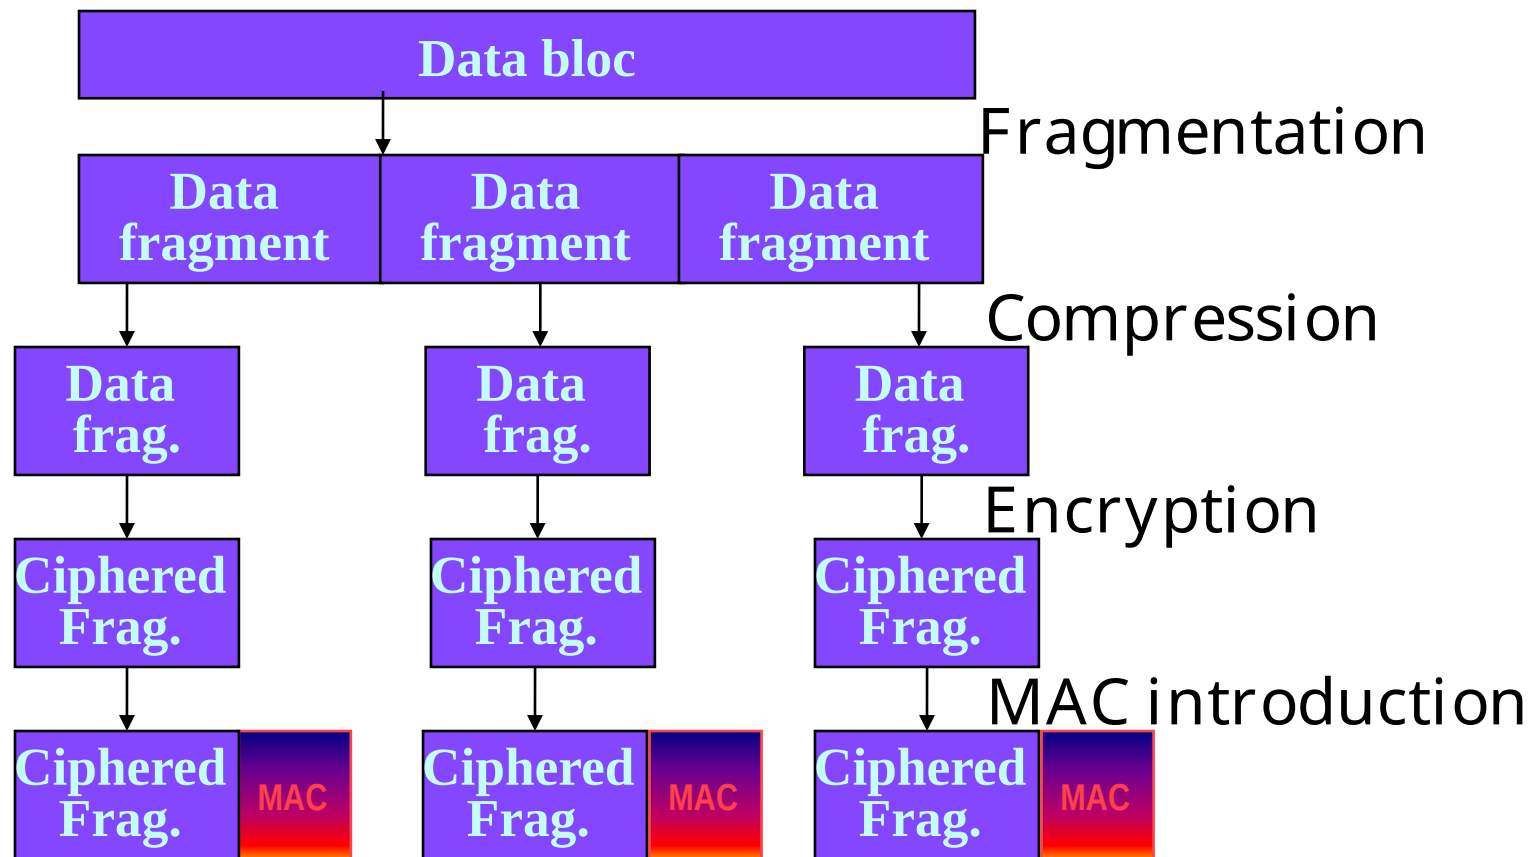 Data bloc
Fragmentation
Data
fragment
Data
fragment
Data
fragment
Compression
Data
frag.
Data
frag.
Data
frag.
Encryption
Ciphered
Frag.
Ciphered
Frag.
Ciphered
Frag.
MAC introduction
Ciphered
Frag.
MAC
Ciphered
Frag.
MAC
Ciphered
Frag.
MAC